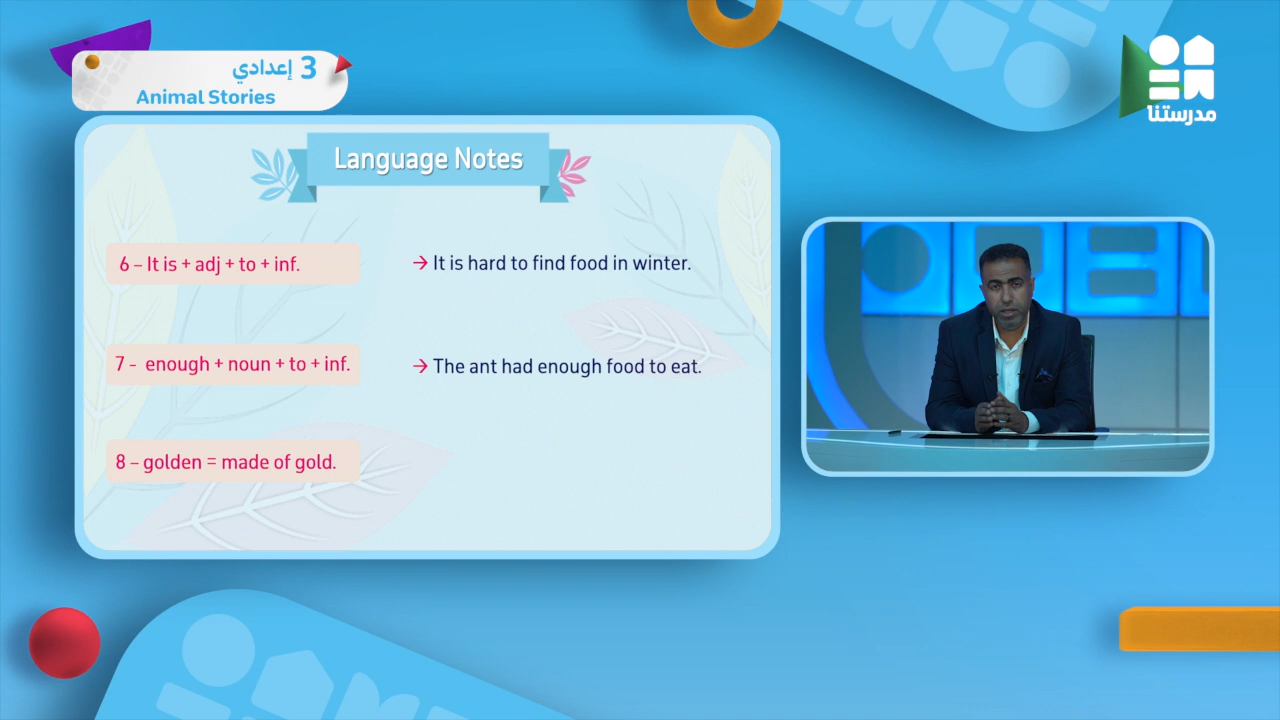 3 إعدادي
Animal Stories
مدرستنا
Language Notes
6 – It is + adj + to + inf.
→ It is hard to find food in winter.
7 - enough + noun + to + inf.
→ The ant had enough food to eat.
8 – golden = made of gold.